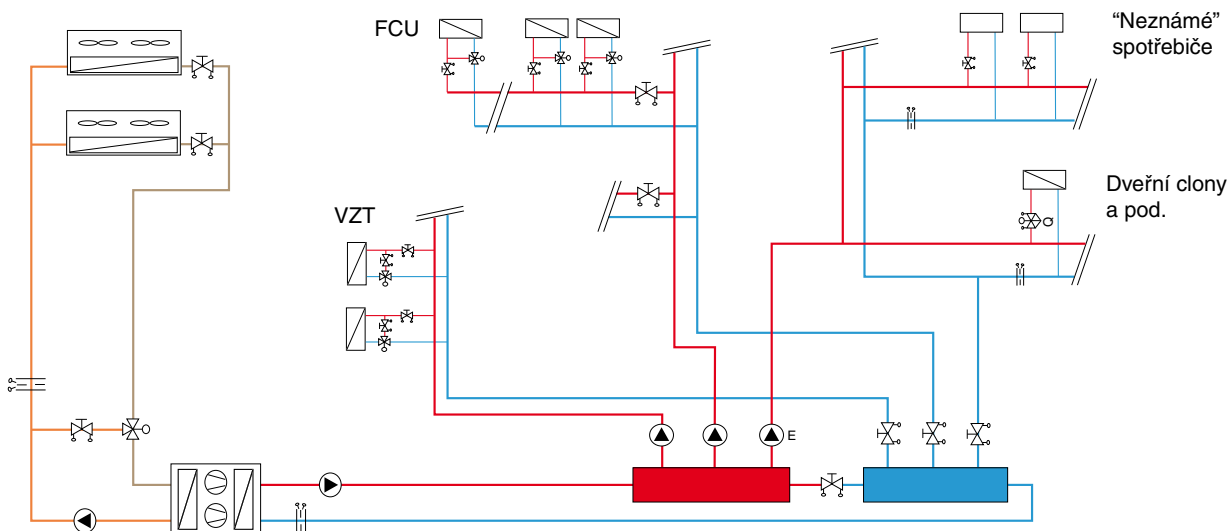 FCU
“Neznámé”
spotřebiče
VZT
Dveřní clony
a pod.
E